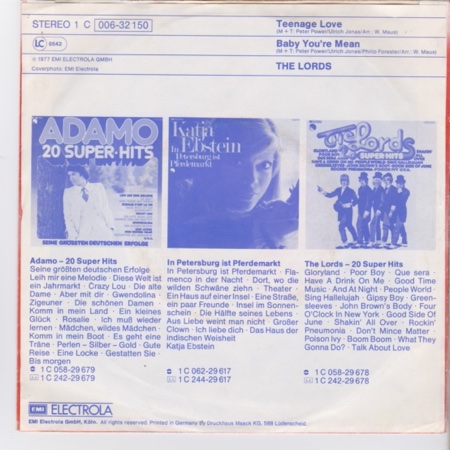 STEREO 1 C 006-32 150
LC 0542
℗ 1977 EMI ELECTROLA GMBH
Coverphoto: EMI Electrola
Teenage Love
(M + T: Peter Power/Ulrich Jonas/Arr: W. Maus)
Baby You're Mean
(M + T: Peter Power/Ulrich Jonas/Philip Forester/Arr: W. Maus)
THE LORDS
ADAMO
20 SUPER-HITS
SEINE GRÖSSTEN DEUTSCHEN ERFOLGE
Katja
Ebstein
In
Petersburg ist
Pferdemarkt
The Lords
SUPER HITS
Adamo – 20 Super Hits
Seine größten deutschen Erfolge
Leih mir eine Melodie · Diese Welt ist
ein Jahrmarkt · Crazy Lou · Die alte
Dame · Aber mit dir · Gwendolina
Zigeuner · Die schönen Damen ·
Komm in mein Land · Ein kleines
Glück · Rosalie · Ich muß wieder
lernen · Mädchen, wildes Mädchen
Komm in mein Boot · Es geht eine
Träne · Perlen – Silber – Gold · Gute
Reise · Eine Locke · Gestatten Sie ·
Bis morgen
1 C 058-29 679
1 C 242-29 679
In Petersburg ist Pferdemarkt
In Petersburg ist Pferdemarkt · Fla-
menco in der Nacht · Dort, wo die
wilden Schwäne ziehn · Theater ·
Ein Haus auf einer Insel · Eine Straße,
ein paar Freunde · Insel im Sonnen-
schein · Die Hälfte seines Lebens ·
Aus Liebe weint man nicht · Großer
Clown · Ich liebe dich · Das Haus der
indischen Weisheit
Katja Ebstein
1 C 062-29 617
1 C 244-29 617
The Lords – 20 Super Hits
Gloryland · Poor Boy · Que sera ·
Have A Drink On Me · Good Time
Music · And At Night · People World ·
Sing Hallelujah · Gipsy Boy · Green-
sleeves · John Brown's Body · Four
O'Clock In New York · Good Side Of
June · Shakin' All Over · Rockin'
Pneumonia · Don't Mince Matter ·
Poison Ivy · Boom Boom · What They
Gonna Do? · Talk About Love
1 C 058-29 678
1 C 242-29 678
EMI ELECTROLA
EMI Electrola GmbH, Köln. All rights reserved. Printed in Germany by Druckhaus Maack KG, 588 Lüdenscheid.